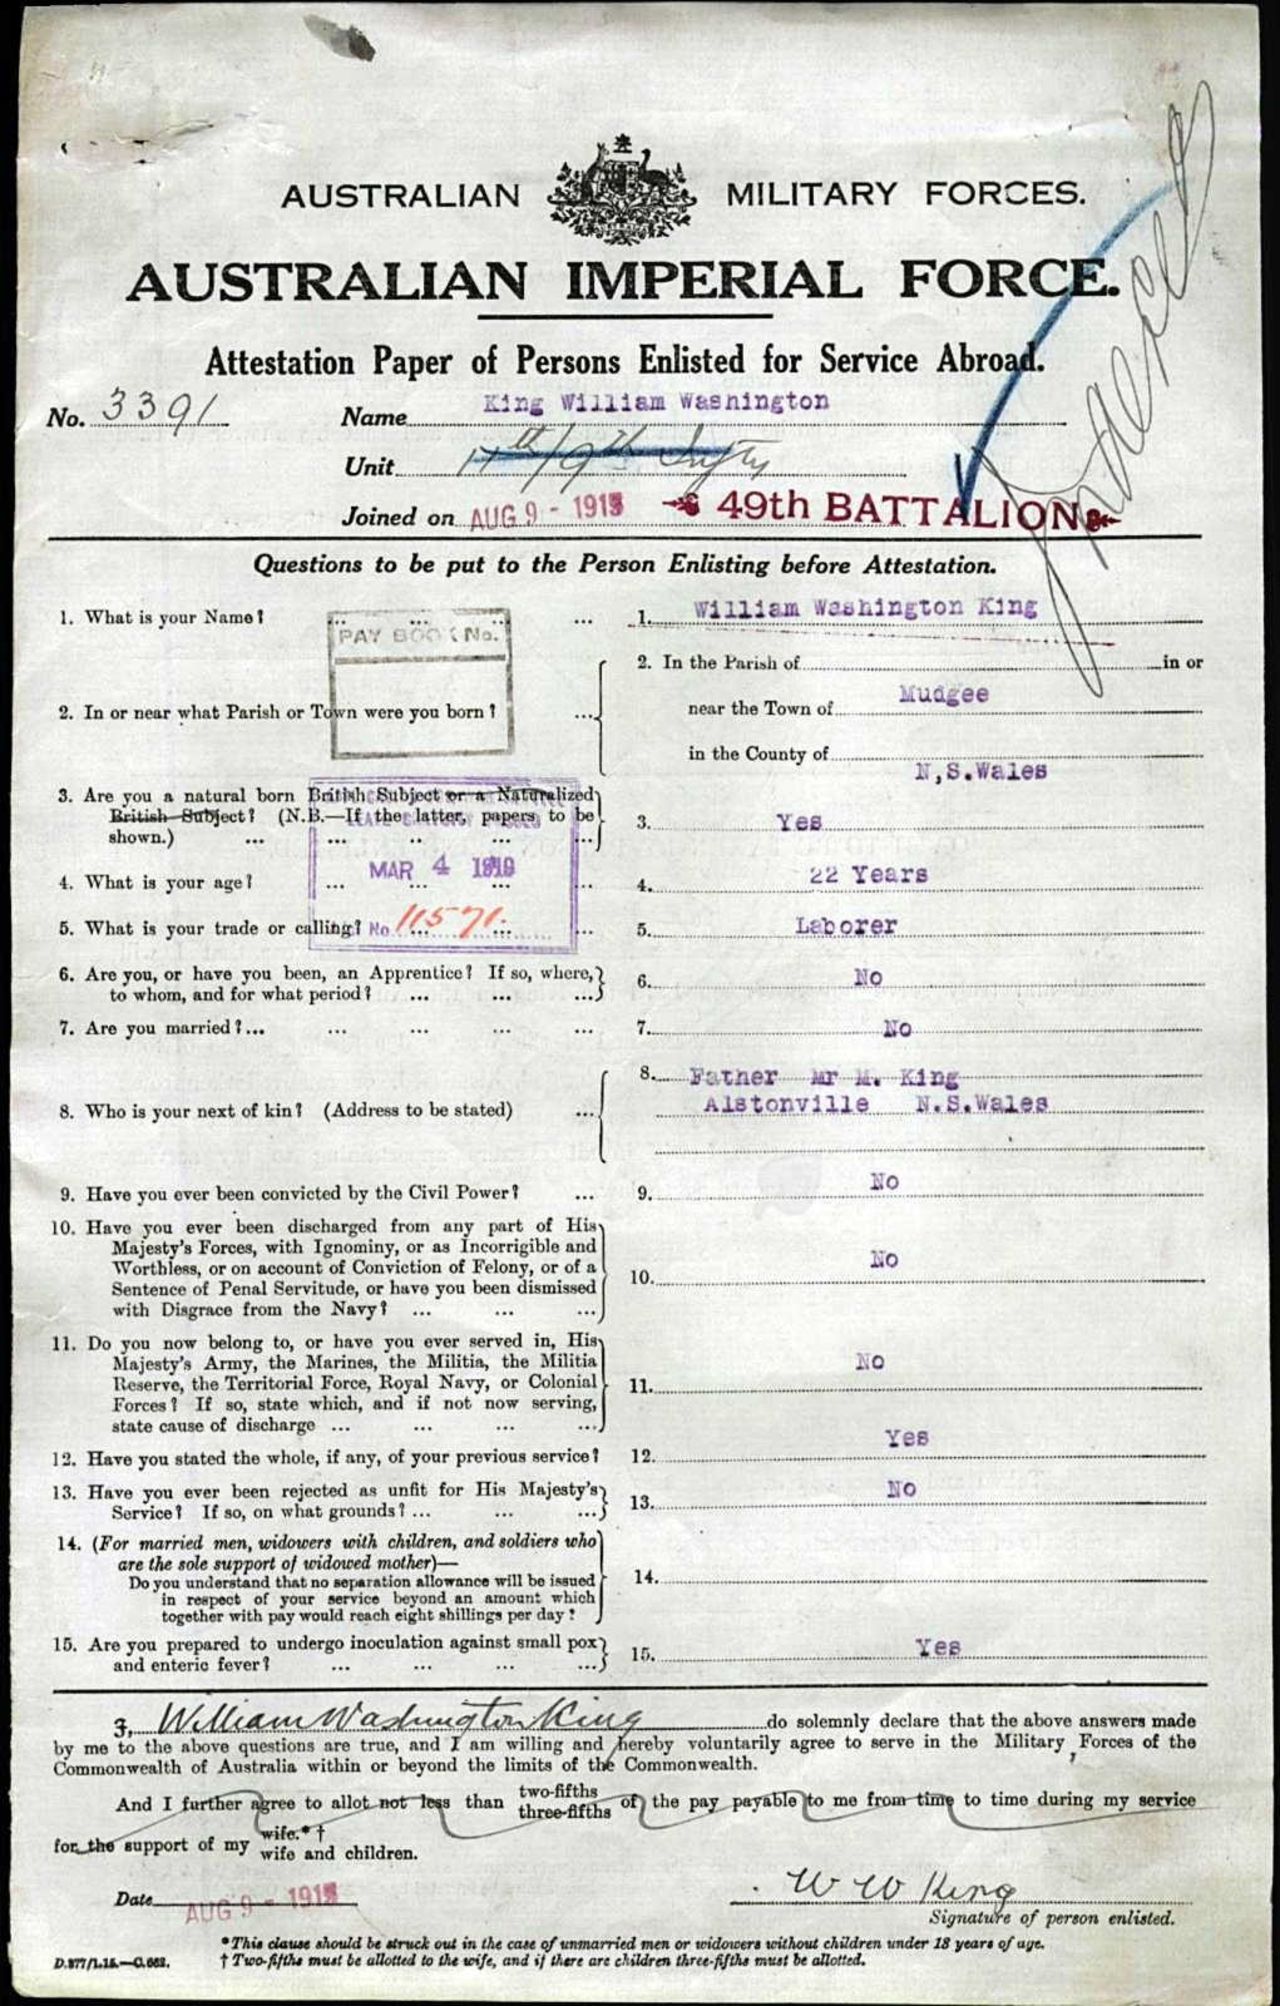 AUSTRALIAN MILITARY FORCES.
AUSTRALIAN IMPERIAL FORCE.
Attestation Paper of Persons Enlisted for Service Abroad.
No. 3391 Name King William Washington
Unit 11th/9th Infty
Joined on AUG 9 - 1915 49th BATTALION
Indexed
Questions to be put to the Person Enlisting before Attestation.
1. What is your Name? ... 1. William Washington King
PAY BOOK No.
2. In or near what Parish or Town were you born? ... 2. In the Parish of in or
near the Town of Mudgee
in the County of
N,S.Wales
3. Are you a natural born British Subject or a Naturalized
British Subject? (N.B.—If the latter, papers to be
shown.) ... 3. Yes
MAR 4 1919
4. What is your age? ... 4. 22 Years
5. What is your trade or calling? ... 5. Laborer
No 11571.
6. Are you, or have you been, an Apprentice? If so, where,
to whom, and for what period? ... 6. No
7. Are you married? ... 7. No
8. Who is your next of kin? (Address to be stated) ... 8. Father Mr M. King
Alstonville N.S.Wales
9. Have you ever been convicted by the Civil Power? ... 9. No
10. Have you ever been discharged from any part of His
Majesty's Forces, with Ignominy, or as Incorrigible and
Worthless, or on account of Conviction of Felony, or of a
Sentence of Penal Servitude, or have you been dismissed
with Disgrace from the Navy? ... 10. No
11. Do you now belong to, or have you ever served in, His
Majesty's Army, the Marines, the Militia, the Militia
Reserve, the Territorial Force, Royal Navy, or Colonial
Forces? If so, state which, and if not now serving,
state cause of discharge ... 11. No
12. Have you stated the whole, if any, of your previous service? 12. Yes
13. Have you ever been rejected as unfit for His Majesty's
Service? If so, on what grounds? ... 13. No
14. (For married men, widowers with children, and soldiers who
are the sole support of widowed mother)—
Do you understand that no separation allowance will be issued
in respect of your service beyond an amount which
together with pay would reach eight shillings per day? 14.
15. Are you prepared to undergo inoculation against small pox
and enteric fever? ... 15. Yes
I, William Washington King do solemnly declare that the above answers made
by me to the above questions are true, and I am willing and hereby voluntarily agree to serve in the Military Forces of the
Commonwealth of Australia within or beyond the limits of the Commonwealth.
And I further agree to allot not less than two-fifths three-fifths of the pay payable to me from time to time during my service
for the support of my wife.* † wife and children.
W W King
Date AUG 9 - 1915 Signature of person enlisted.
* This clause should be struck out in the case of unmarried men or widowers without children under 18 years of age.
D.877/1.15.—C.662. † Two-fifths must be allotted to the wife, and if there are children three-fifths must be allotted.